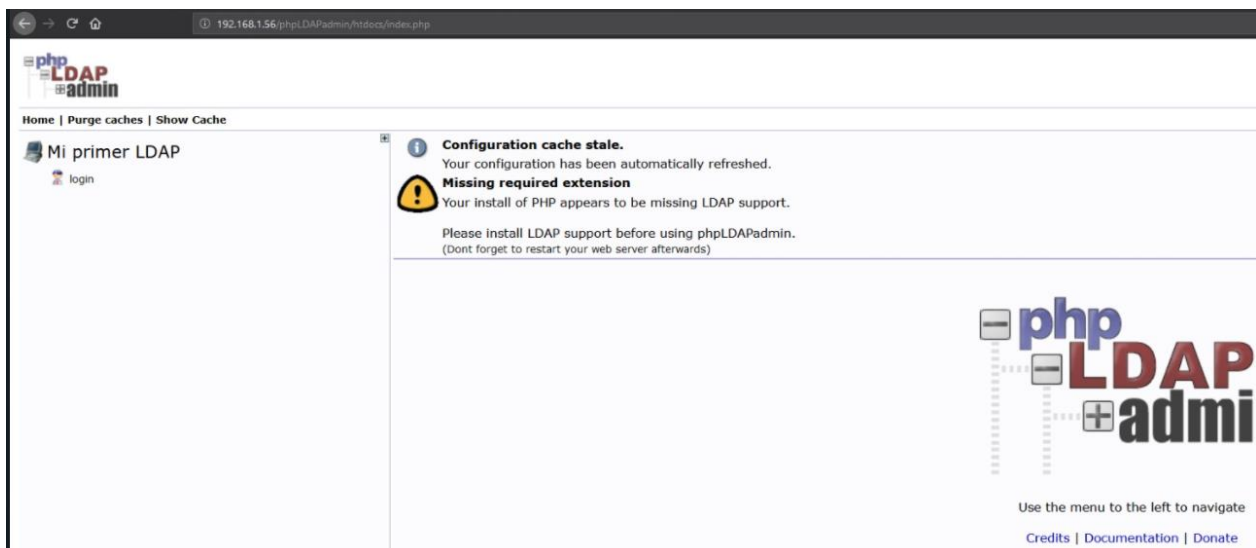 192.168.1.56/phpLDAPadmin/htdocs/index.php
php
LDAP
admin
Home | Purge caches | Show Cache
Mi primer LDAP
login
Configuration cache stale.
Your configuration has been automatically refreshed.
Missing required extension
Your install of PHP appears to be missing LDAP support.
Please install LDAP support before using phpLDAPadmin.
(Dont forget to restart your web server afterwards)
php
LDAP
admi
Use the menu to the left to navigate
Credits | Documentation | Donate